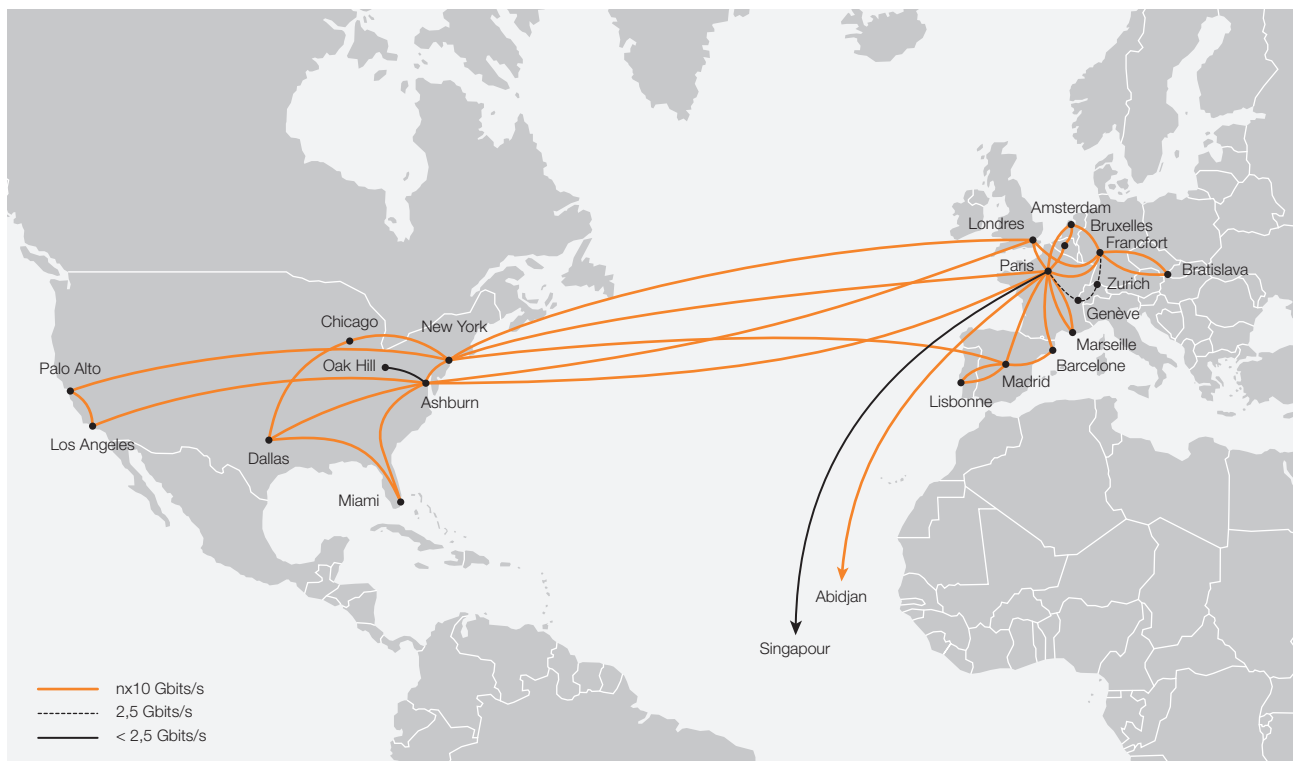 Amsterdam
Londres
Bruxelles
Francfort
Paris
Bratislava
Zurich
Genève
Chicago
New York
Marseille
Oak Hill
Barcelone
Palo Alto
Madrid
Ashburn
Lisbonne
Los Angeles
Dallas
Miami
Abidjan
Singapour
nx10 Gbits/s
2,5 Gbits/s
< 2,5 Gbits/s